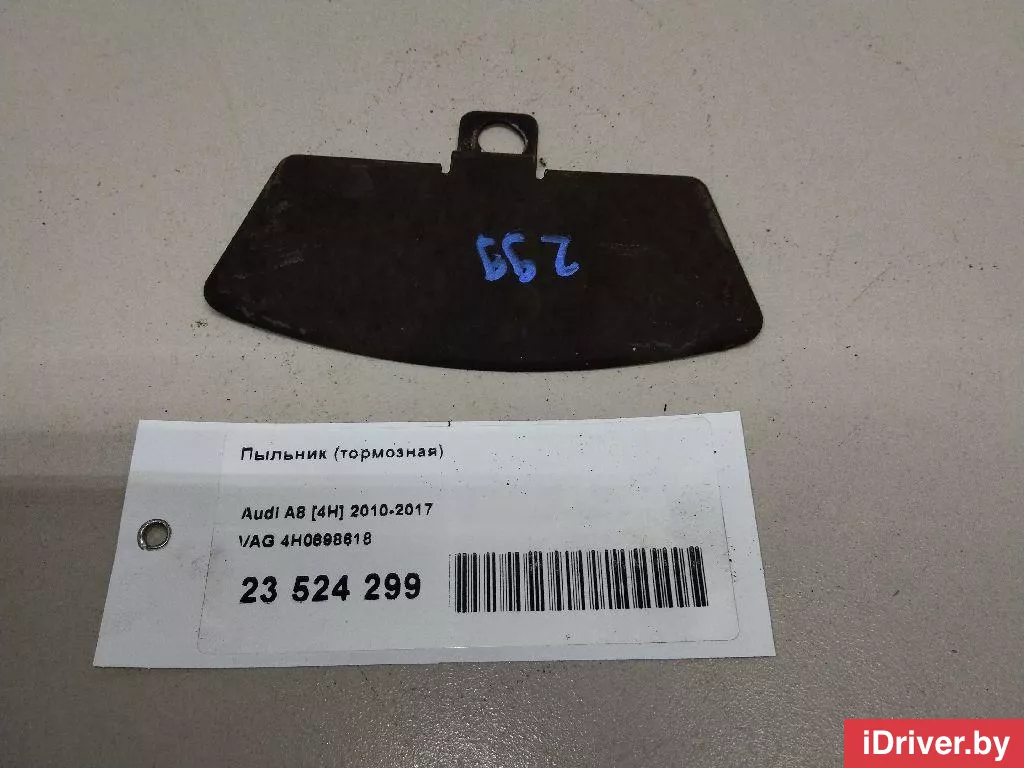 299
Пыльник (тормозная)
Audi A8 [4H] 2010-2017
VAG 4H0698618
23 524 299
iDriver.by